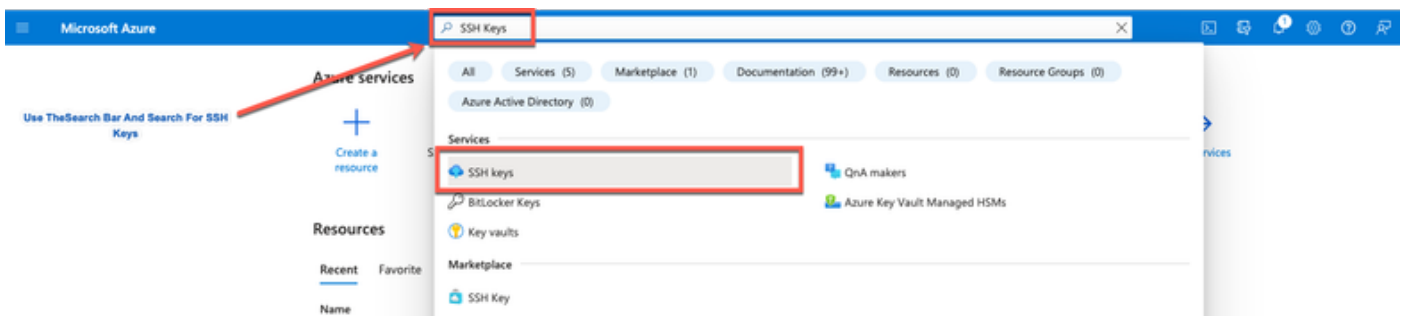 Microsoft Azure
SSH Keys
All Services (5) Marketplace (1) Documentation (99+) Resources (0) Resource Groups (0)
Azure Active Directory (0)
Azure services
Use TheSearch Bar And Search For SSH
Keys
Create a
resource
S
rvices
Services
SSH keys
QnA makers
BitLocker Keys
Azure Key Vault Managed HSMs
Key vaults
Resources
Recent Favorite
Marketplace
SSH Key
Name
1